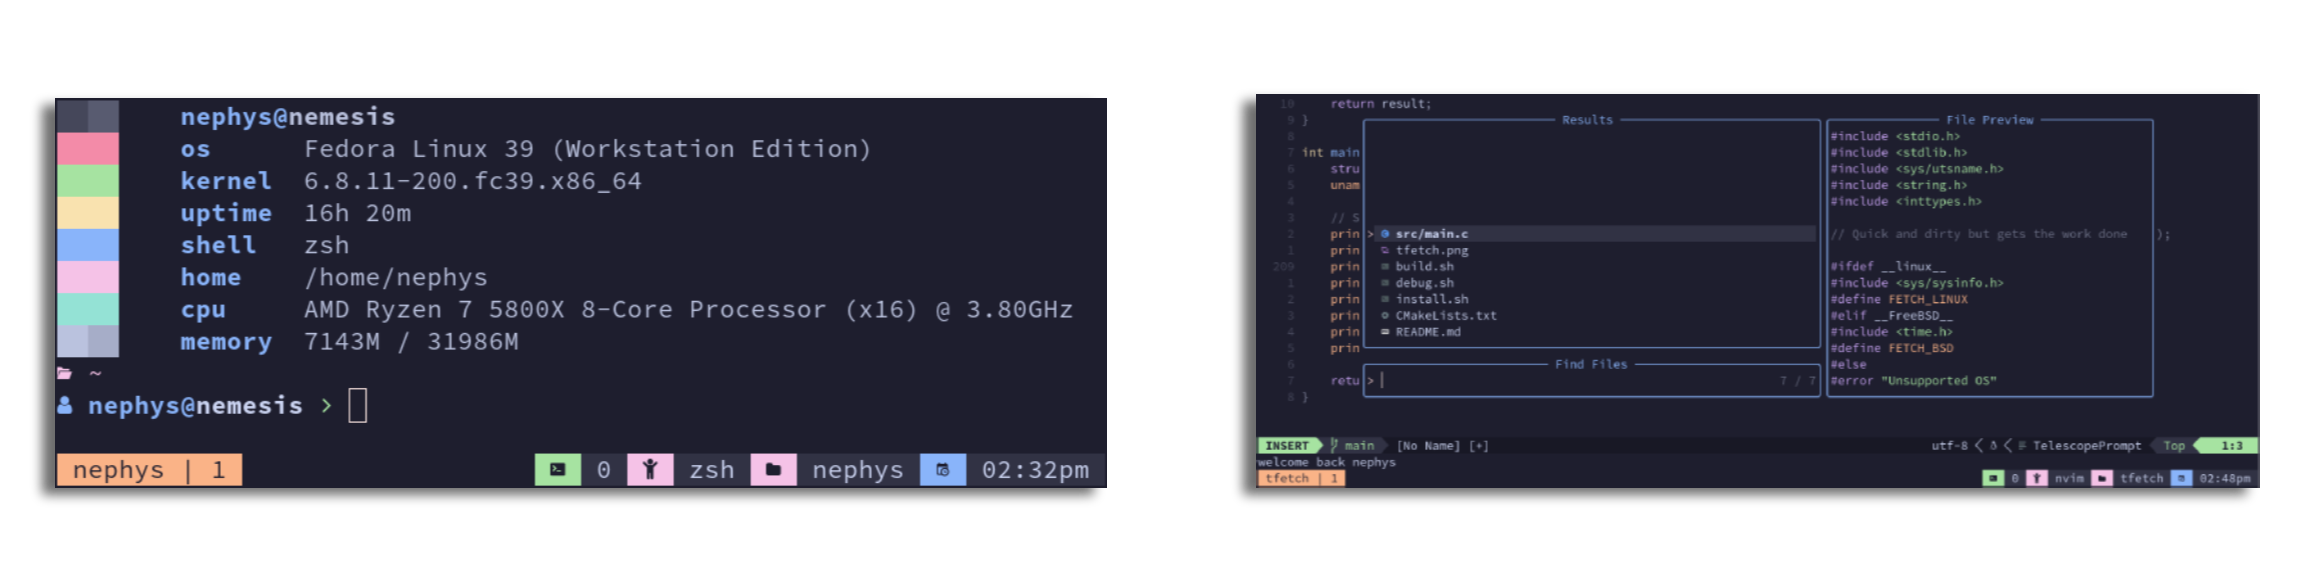 nephys@nemesis
os Fedora Linux 39 (Workstation Edition)
kernel 6.8.11-200.fc39.x86_64
uptime 16h 20m
shell zsh
home /home/nephys
cpu AMD Ryzen 7 5800X 8-Core Processor (x16) @ 3.80GHz
memory 7143M / 31986M
~
nephys@nemesis >
nephys | 1 0 zsh nephys 02:32pm
10 return result;
9 }
8
7 int main
6 stru
5 unam
4
3 // S
2 prin
1 prin
209 prin
1 prin
2 prin
3 prin
4 prin
5 prin
6
7 retu
8 }
Results
> src/main.c
tfetch.png
build.sh
debug.sh
install.sh
CMakeLists.txt
README.md
Find Files
> 7 / 7
File Preview
#include <stdio.h>
#include <stdlib.h>
#include <sys/utsname.h>
#include <string.h>
#include <inttypes.h>
// Quick and dirty but gets the work done );
#ifdef __linux__
#include <sys/sysinfo.h>
#define FETCH_LINUX
#elif __FreeBSD__
#include <time.h>
#define FETCH_BSD
#else
#error "Unsupported OS"
INSERT main [No Name] [+] utf-8 < < TelescopePrompt Top 1:3
welcome back nephys
tfetch | 1 0 nvim tfetch 02:48pm